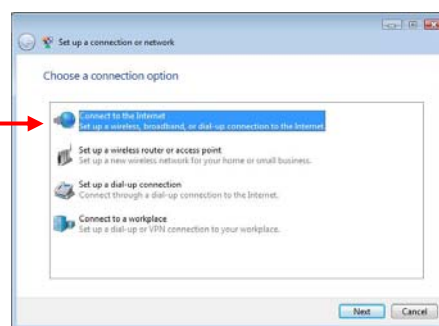 Set up a connection or network
Choose a connection option
Connect to the Internet
Set up a wireless, broadband, or dial-up connection to the Internet.
Set up a wireless router or access point
Set up a new wireless network for your home or small business.
Set up a dial-up connection
Connect through a dial-up connection to the Internet.
Connect to a workplace
Set up a dial-up or VPN connection to your workplace.
Next Cancel